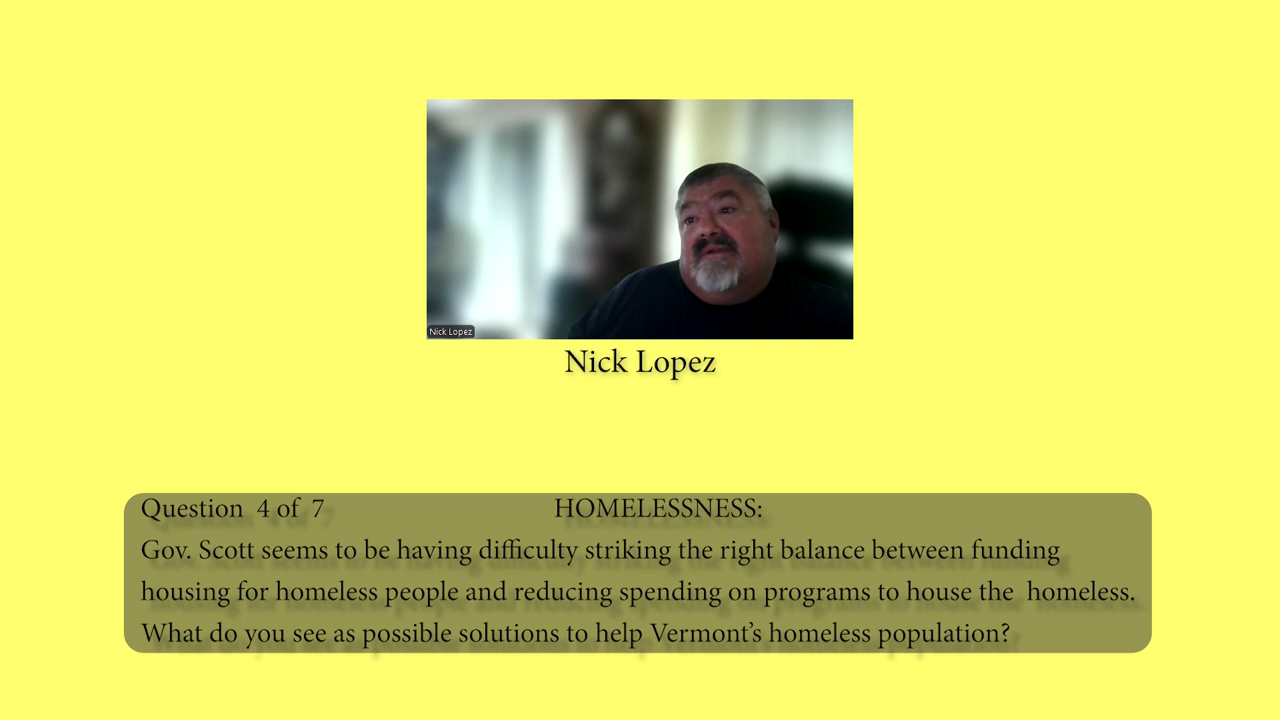 Nick Lopez
Nick Lopez
Question 4 of 7 HOMELESSNESS:
Gov. Scott seems to be having difficulty striking the right balance between funding
housing for homeless people and reducing spending on programs to house the homeless.
What do you see as possible solutions to help Vermont’s homeless population?